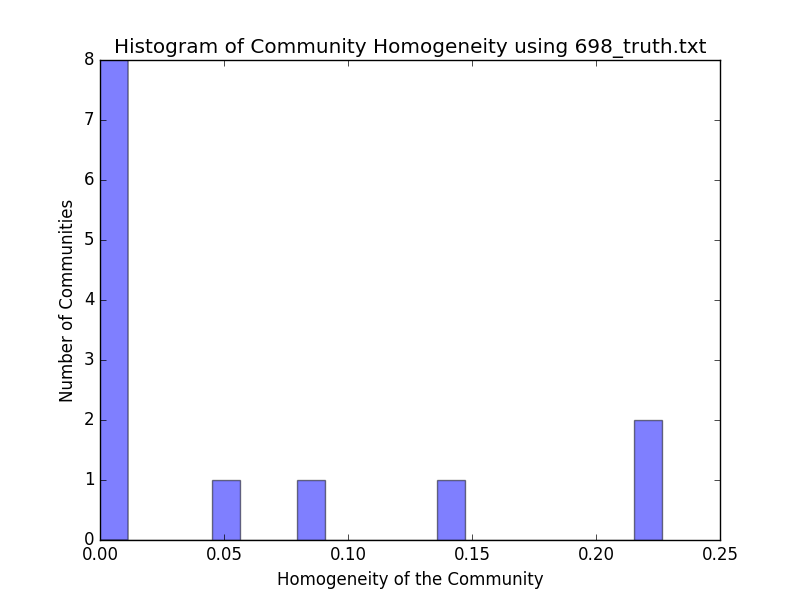 Histogram of Community Homogeneity using 698_truth.txt
8
7
6
5
4
3
2
1
0
Number of Communities
0.00 0.05 0.10 0.15 0.20 0.25
Homogeneity of the Community